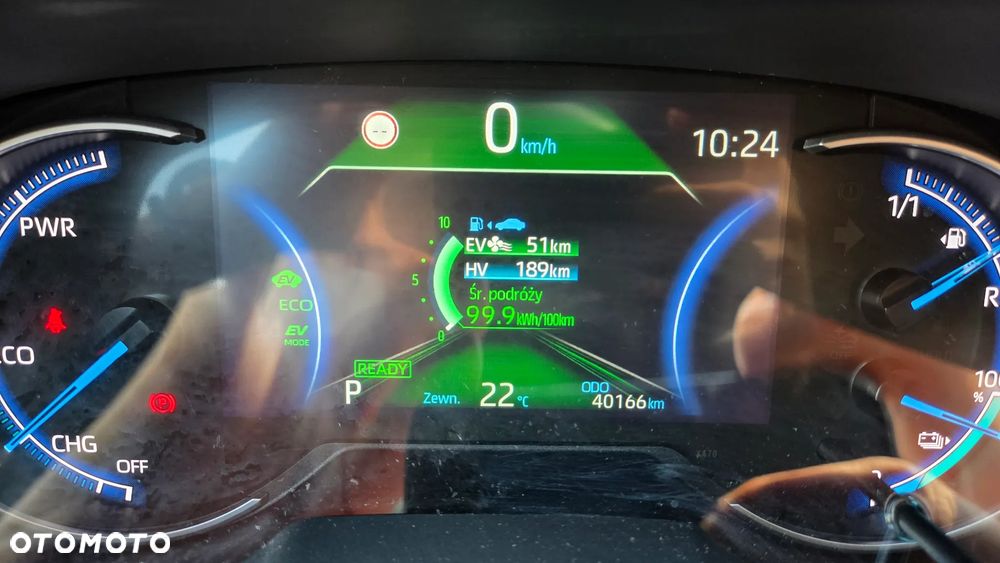 0 km/h
10:24
PWR
ECO
CHG
OFF
10
5
0
EV 51km
HV 189km
Śr. podróży
99.9 kWh/100km
EV
ECO
EV
MODE
READY
P
Zewn. 22 °C
ODO
40166 km
1/1
R
100
%
OTOMOTO